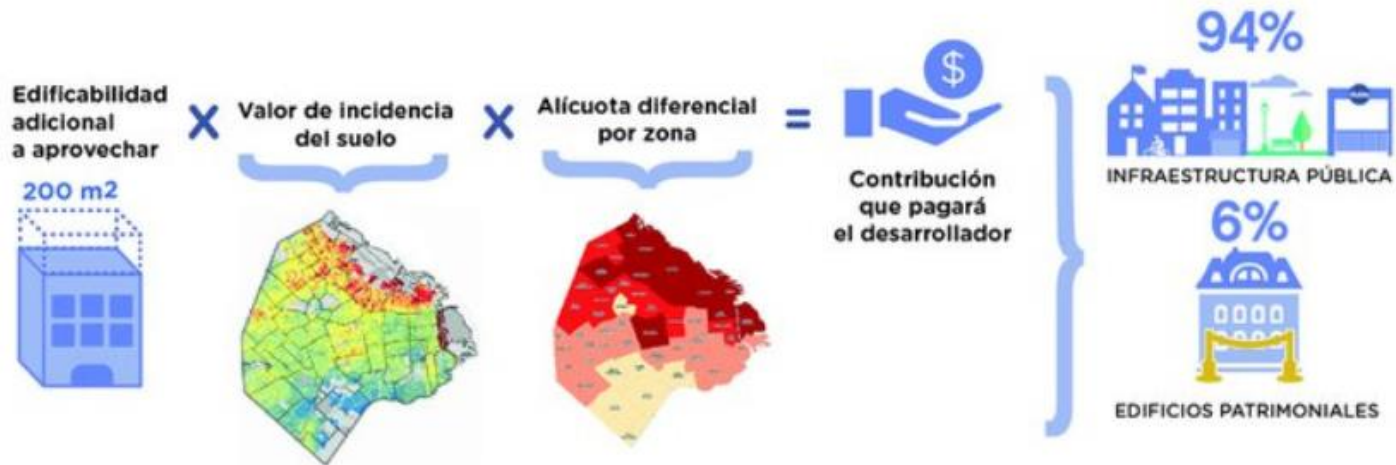 Edificabilidad
adicional
a aprovechar
200 m2
X
Valor de incidencia
del suelo
X
Alícuota diferencial
por zona
=
$
Contribución
que pagará
el desarrollador
94%
INFRAESTRUCTURA PÚBLICA
6%
EDIFICIOS PATRIMONIALES